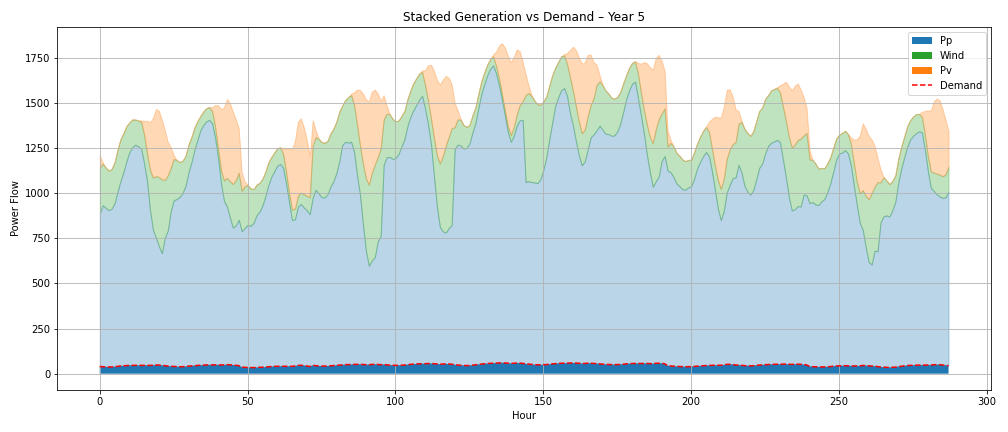 Stacked Generation vs Demand – Year 5
Pp
Wind
Pv
Demand
Power Flow
1750
1500
1250
1000
750
500
250
0
0 50 100 150 200 250 300
Hour